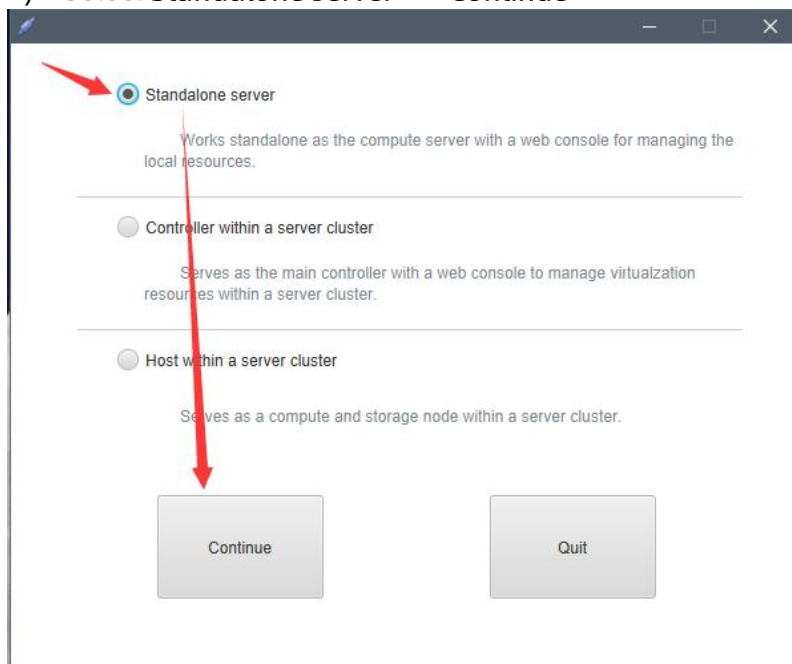 Standalone server
Works standalone as the compute server with a web console for managing the
local resources.
Controller within a server cluster
Serves as the main controller with a web console to manage virtualzation
resources within a server cluster.
Host within a server cluster
Serves as a compute and storage node within a server cluster.
Continue
Quit